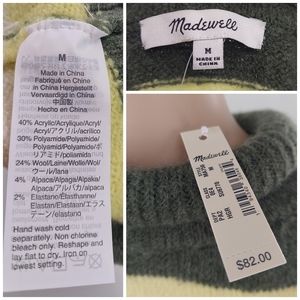 M
Made in China
Fabriqué en Chine
In China Hergestellt
Vervaardigd in China
中国製
Hecho en China
40% Acrylic/Acrylique/Acryl/
Acryl/アクリル/acrílico
30% Polyamide/Polyamide/
Polyamid/Polyamide/ポ
リアミド/poliamida
24% Wool/Laine/Wolle/Wol/
ウール/lana
4% Alpaca/Alpaga/Alpaka/
Alpaca/アルパカ/alpaca
2% Elastane/Élasthanne/
Elastan/Elastaan/エラス
テーン/elastano
Hand wash cold
separately. Non chlorine
bleach only. Reshape and
lay flat to dry. Iron on
lowest setting.
Madewell
M
MADE IN
CHINA
Madewell
$82.00